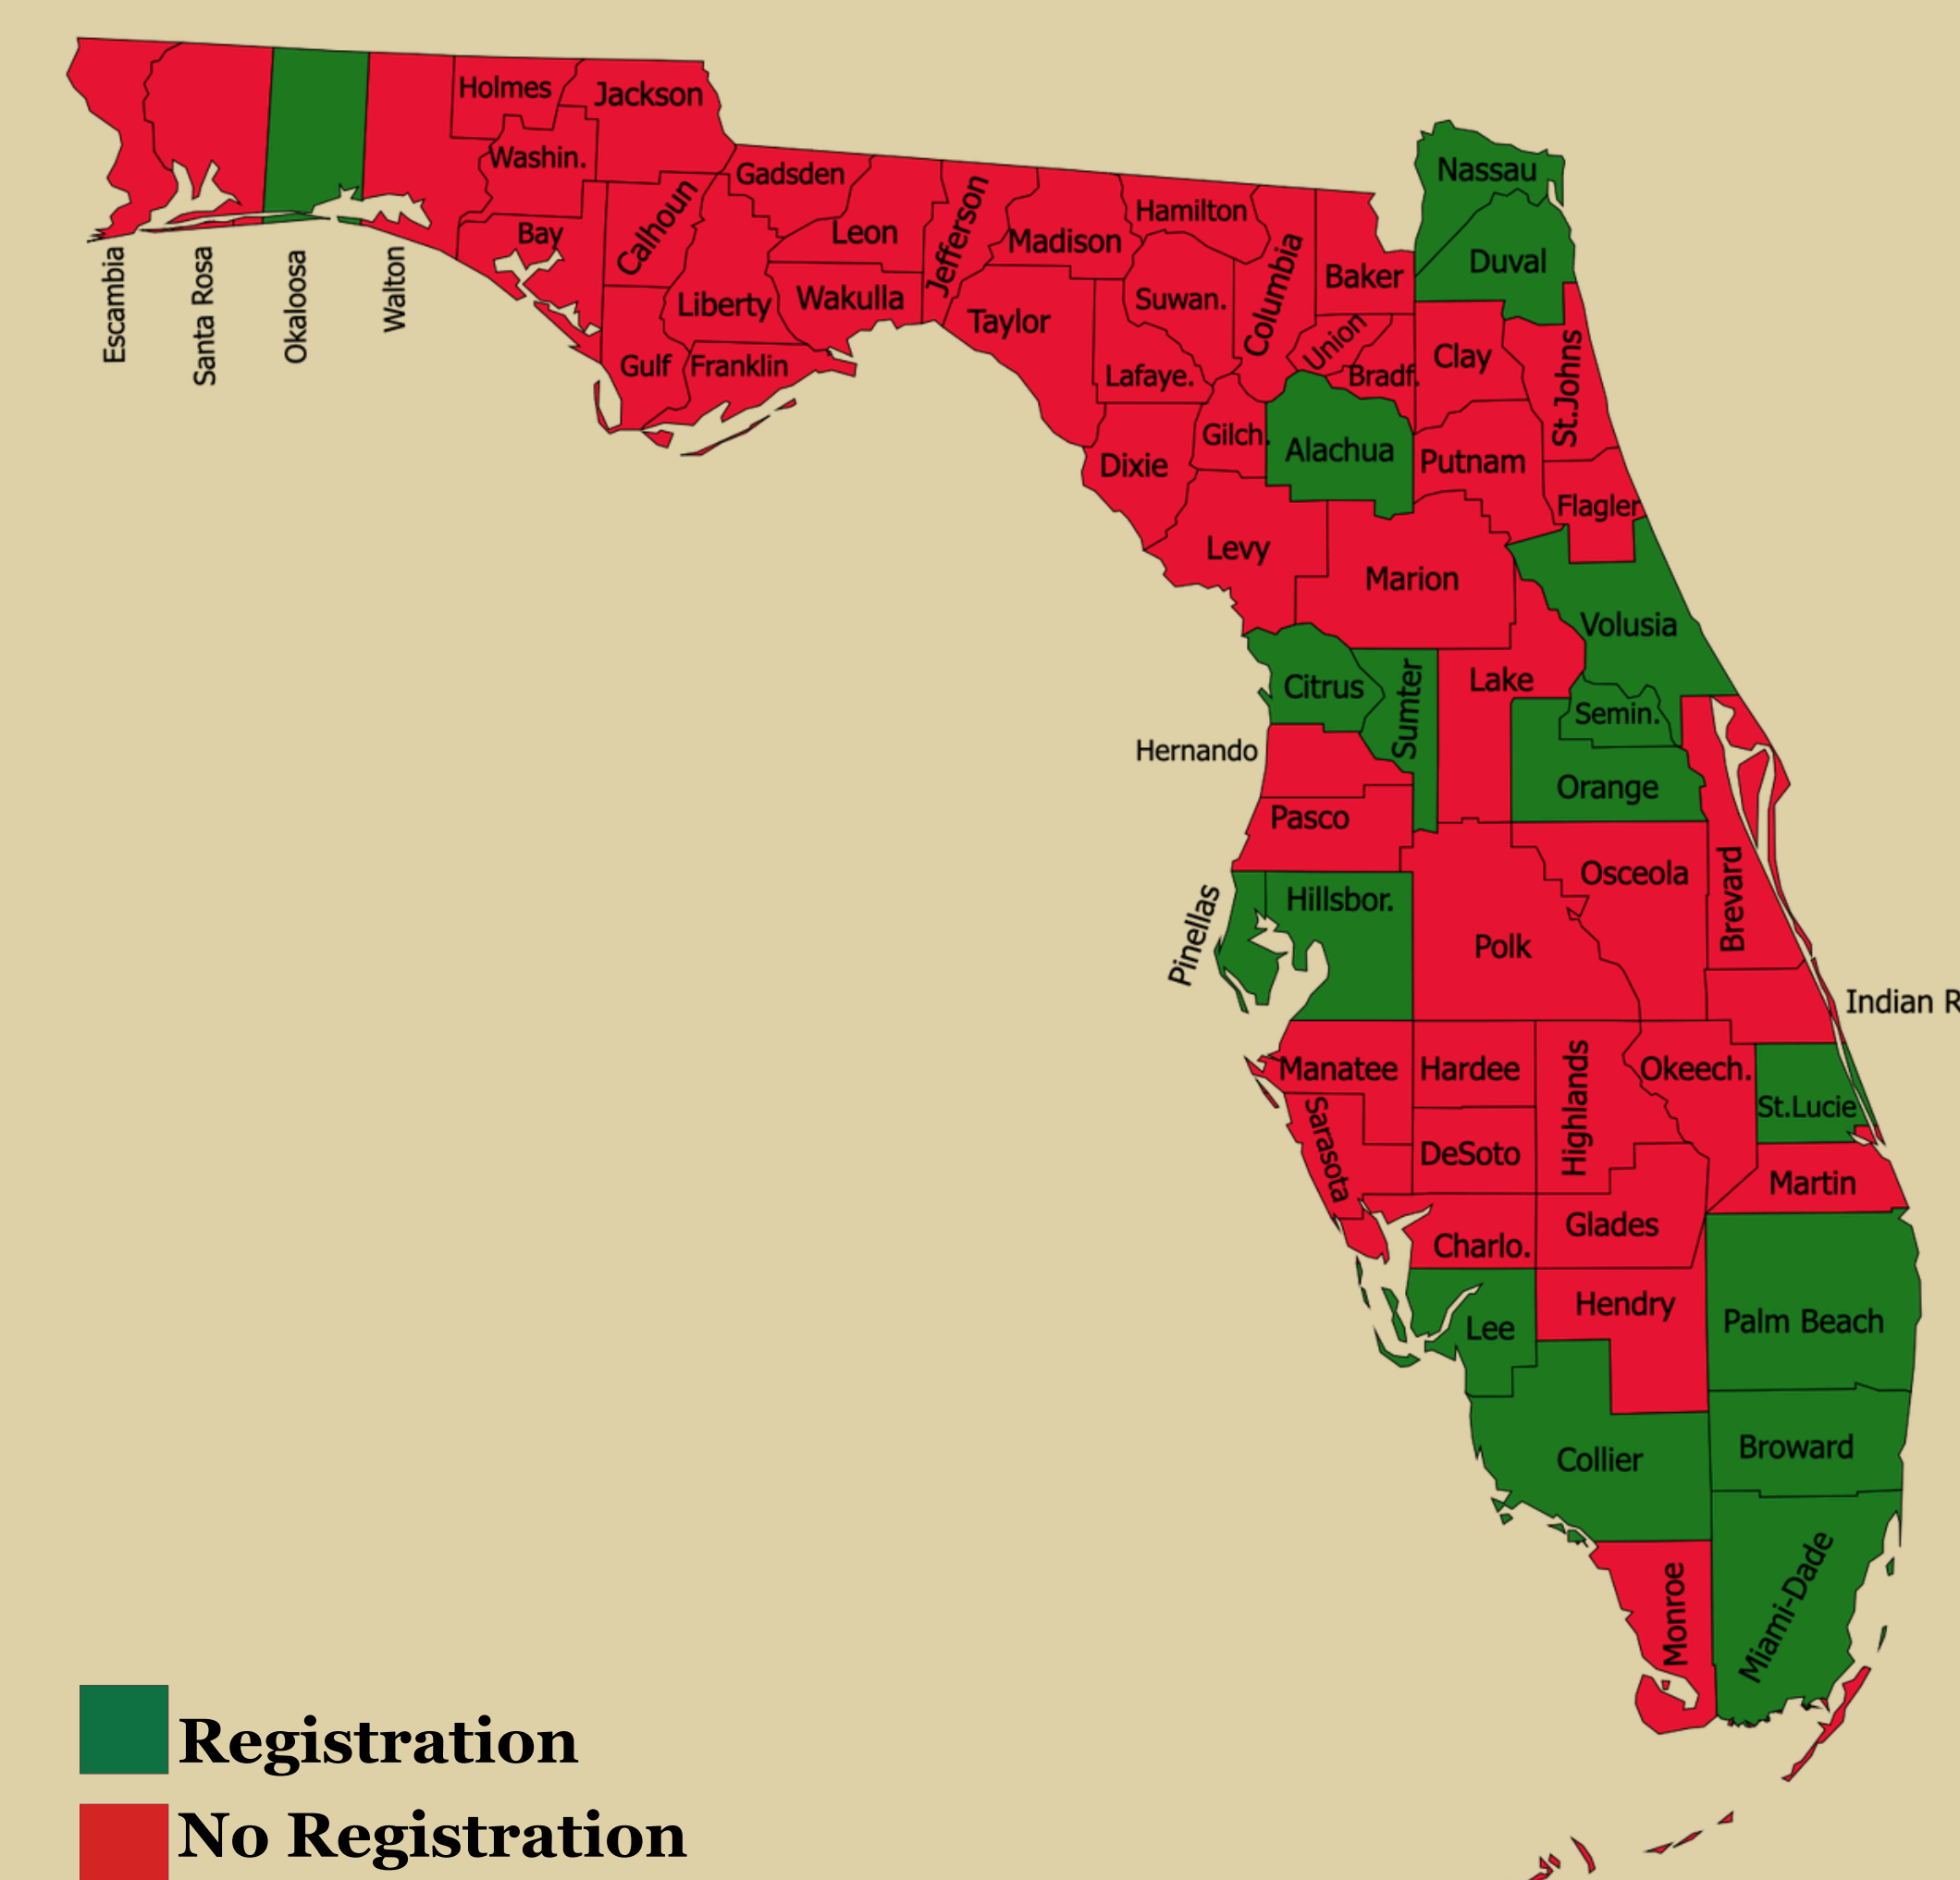 Holmes
Jackson
Washin.
Gadsden
Calhoun
Bay
Leon
Jefferson
Madison
Hamilton
Columbia
Baker
Nassau
Duval
Escambia
Santa Rosa
Okaloosa
Walton
Liberty
Wakulla
Taylor
Suwan.
Union
Clay
St.Johns
Gulf
Franklin
Lafaye.
Bradf.
Dixie
Gilch.
Alachua
Putnam
Flagler
Levy
Marion
Volusia
Citrus
Sumter
Lake
Semin.
Hernando
Orange
Pasco
Osceola
Brevard
Pinellas
Hillsbor.
Polk
Indian R
Manatee
Hardee
Highlands
Okeech.
St.Lucie
Sarasota
DeSoto
Martin
Glades
Charlo.
Hendry
Lee
Palm Beach
Collier
Broward
Monroe
Miami-Dade
Registration
No Registration